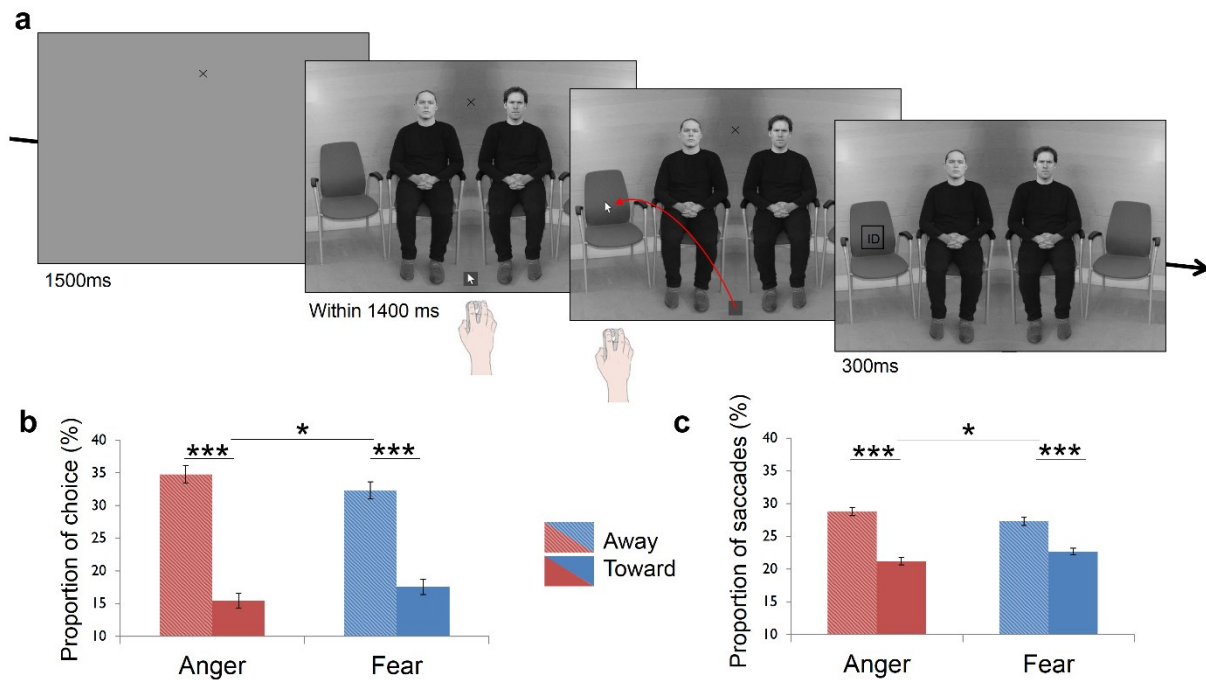 a
1500ms
Within 1400 ms
ID
300ms
b
Proportion of choice (%)
40
35
30
25
20
15
10
***
*
***
Anger
Fear
Away
Toward
c
Proportion of saccades (%)
40
35
30
25
20
15
10
***
*
***
Anger
Fear